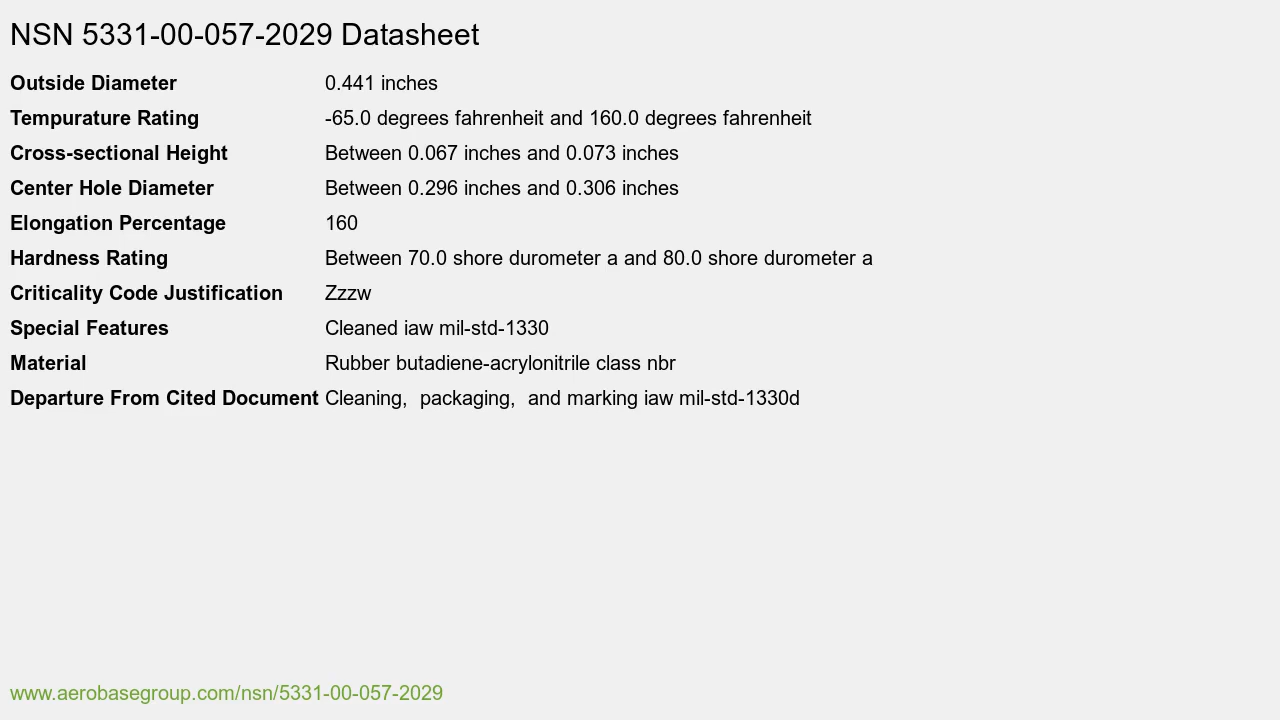 NSN 5331-00-057-2029 Datasheet
Outside Diameter 0.441 inches
Tempurature Rating -65.0 degrees fahrenheit and 160.0 degrees fahrenheit
Cross-sectional Height Between 0.067 inches and 0.073 inches
Center Hole Diameter Between 0.296 inches and 0.306 inches
Elongation Percentage 160
Hardness Rating Between 70.0 shore durometer a and 80.0 shore durometer a
Criticality Code Justification Zzzw
Special Features Cleaned iaw mil-std-1330
Material Rubber butadiene-acrylonitrile class nbr
Departure From Cited Document Cleaning,  packaging,  and marking iaw mil-std-1330d
www.aerobasegroup.com/nsn/5331-00-057-2029